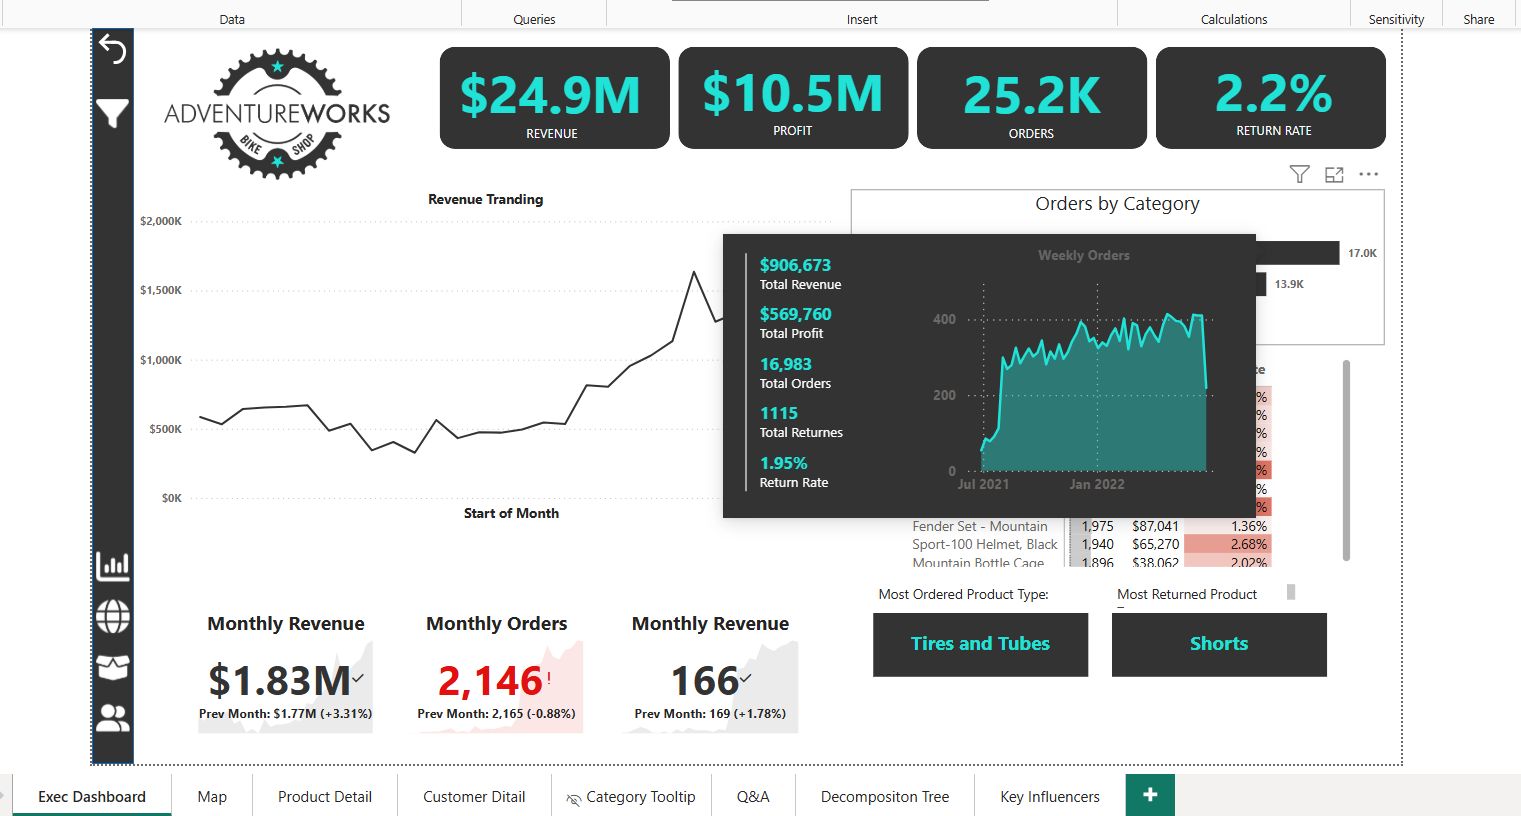 Data
Queries
Insert
Calculations
Sensitivity
Share
ADVENTUREWORKS
BIKE SHOP
$24.9M
REVENUE
$10.5M
PROFIT
25.2K
ORDERS
2.2%
RETURN RATE
Revenue Tranding
$2,000K
$1,500K
$1,000K
$500K
$0K
Start of Month
Orders by Category
17.0K
13.9K
$906,673
Total Revenue
$569,760
Total Profit
16,983
Total Orders
1115
Total Returnes
1.95%
Return Rate
Weekly Orders
400
200
0
Jul 2021
Jan 2022
%
%
%
%
%
%
%
Fender Set - Mountain 1,975 $87,041 1.36%
Sport-100 Helmet, Black 1,940 $65,270 2.68%
Mountain Bottle Cage 1,896 $38,062 2.02%
Most Ordered Product Type:
Tires and Tubes
Most Returned Product
Shorts
Monthly Revenue
$1.83M
Prev Month: $1.77M (+3.31%)
Monthly Orders
2,146!
Prev Month: 2,165 (-0.88%)
Monthly Revenue
166
Prev Month: 169 (+1.78%)
Exec Dashboard
Map
Product Detail
Customer Ditail
Category Tooltip
Q&A
Decompositon Tree
Key Influencers
+